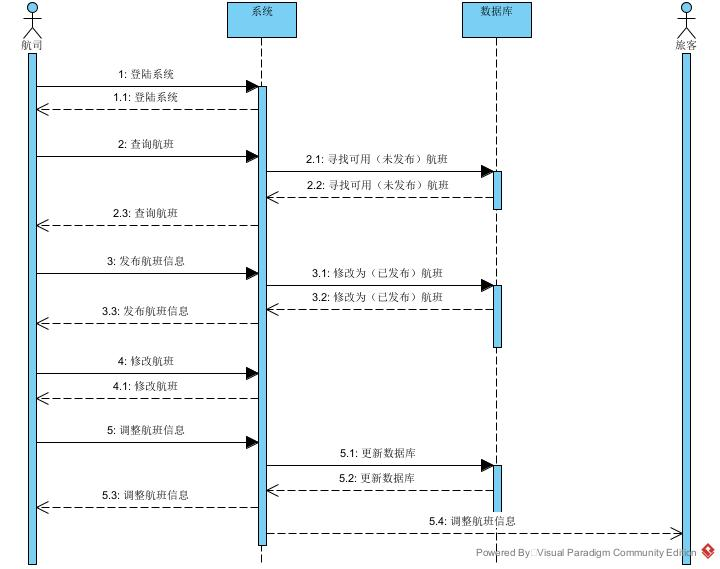 航司
系统
数据库
旅客
1: 登陆系统
1.1: 登陆系统
2: 查询航班
2.1: 寻找可用（未发布）航班
2.2: 寻找可用（未发布）航班
2.3: 查询航班
3: 发布航班信息
3.1: 修改为（已发布）航班
3.2: 修改为（已发布）航班
3.3: 发布航班信息
4: 修改航班
4.1: 修改航班
5: 调整航班信息
5.1: 更新数据库
5.2: 更新数据库
5.3: 调整航班信息
5.4: 调整航班信息
Powered By Visual Paradigm Community Edition